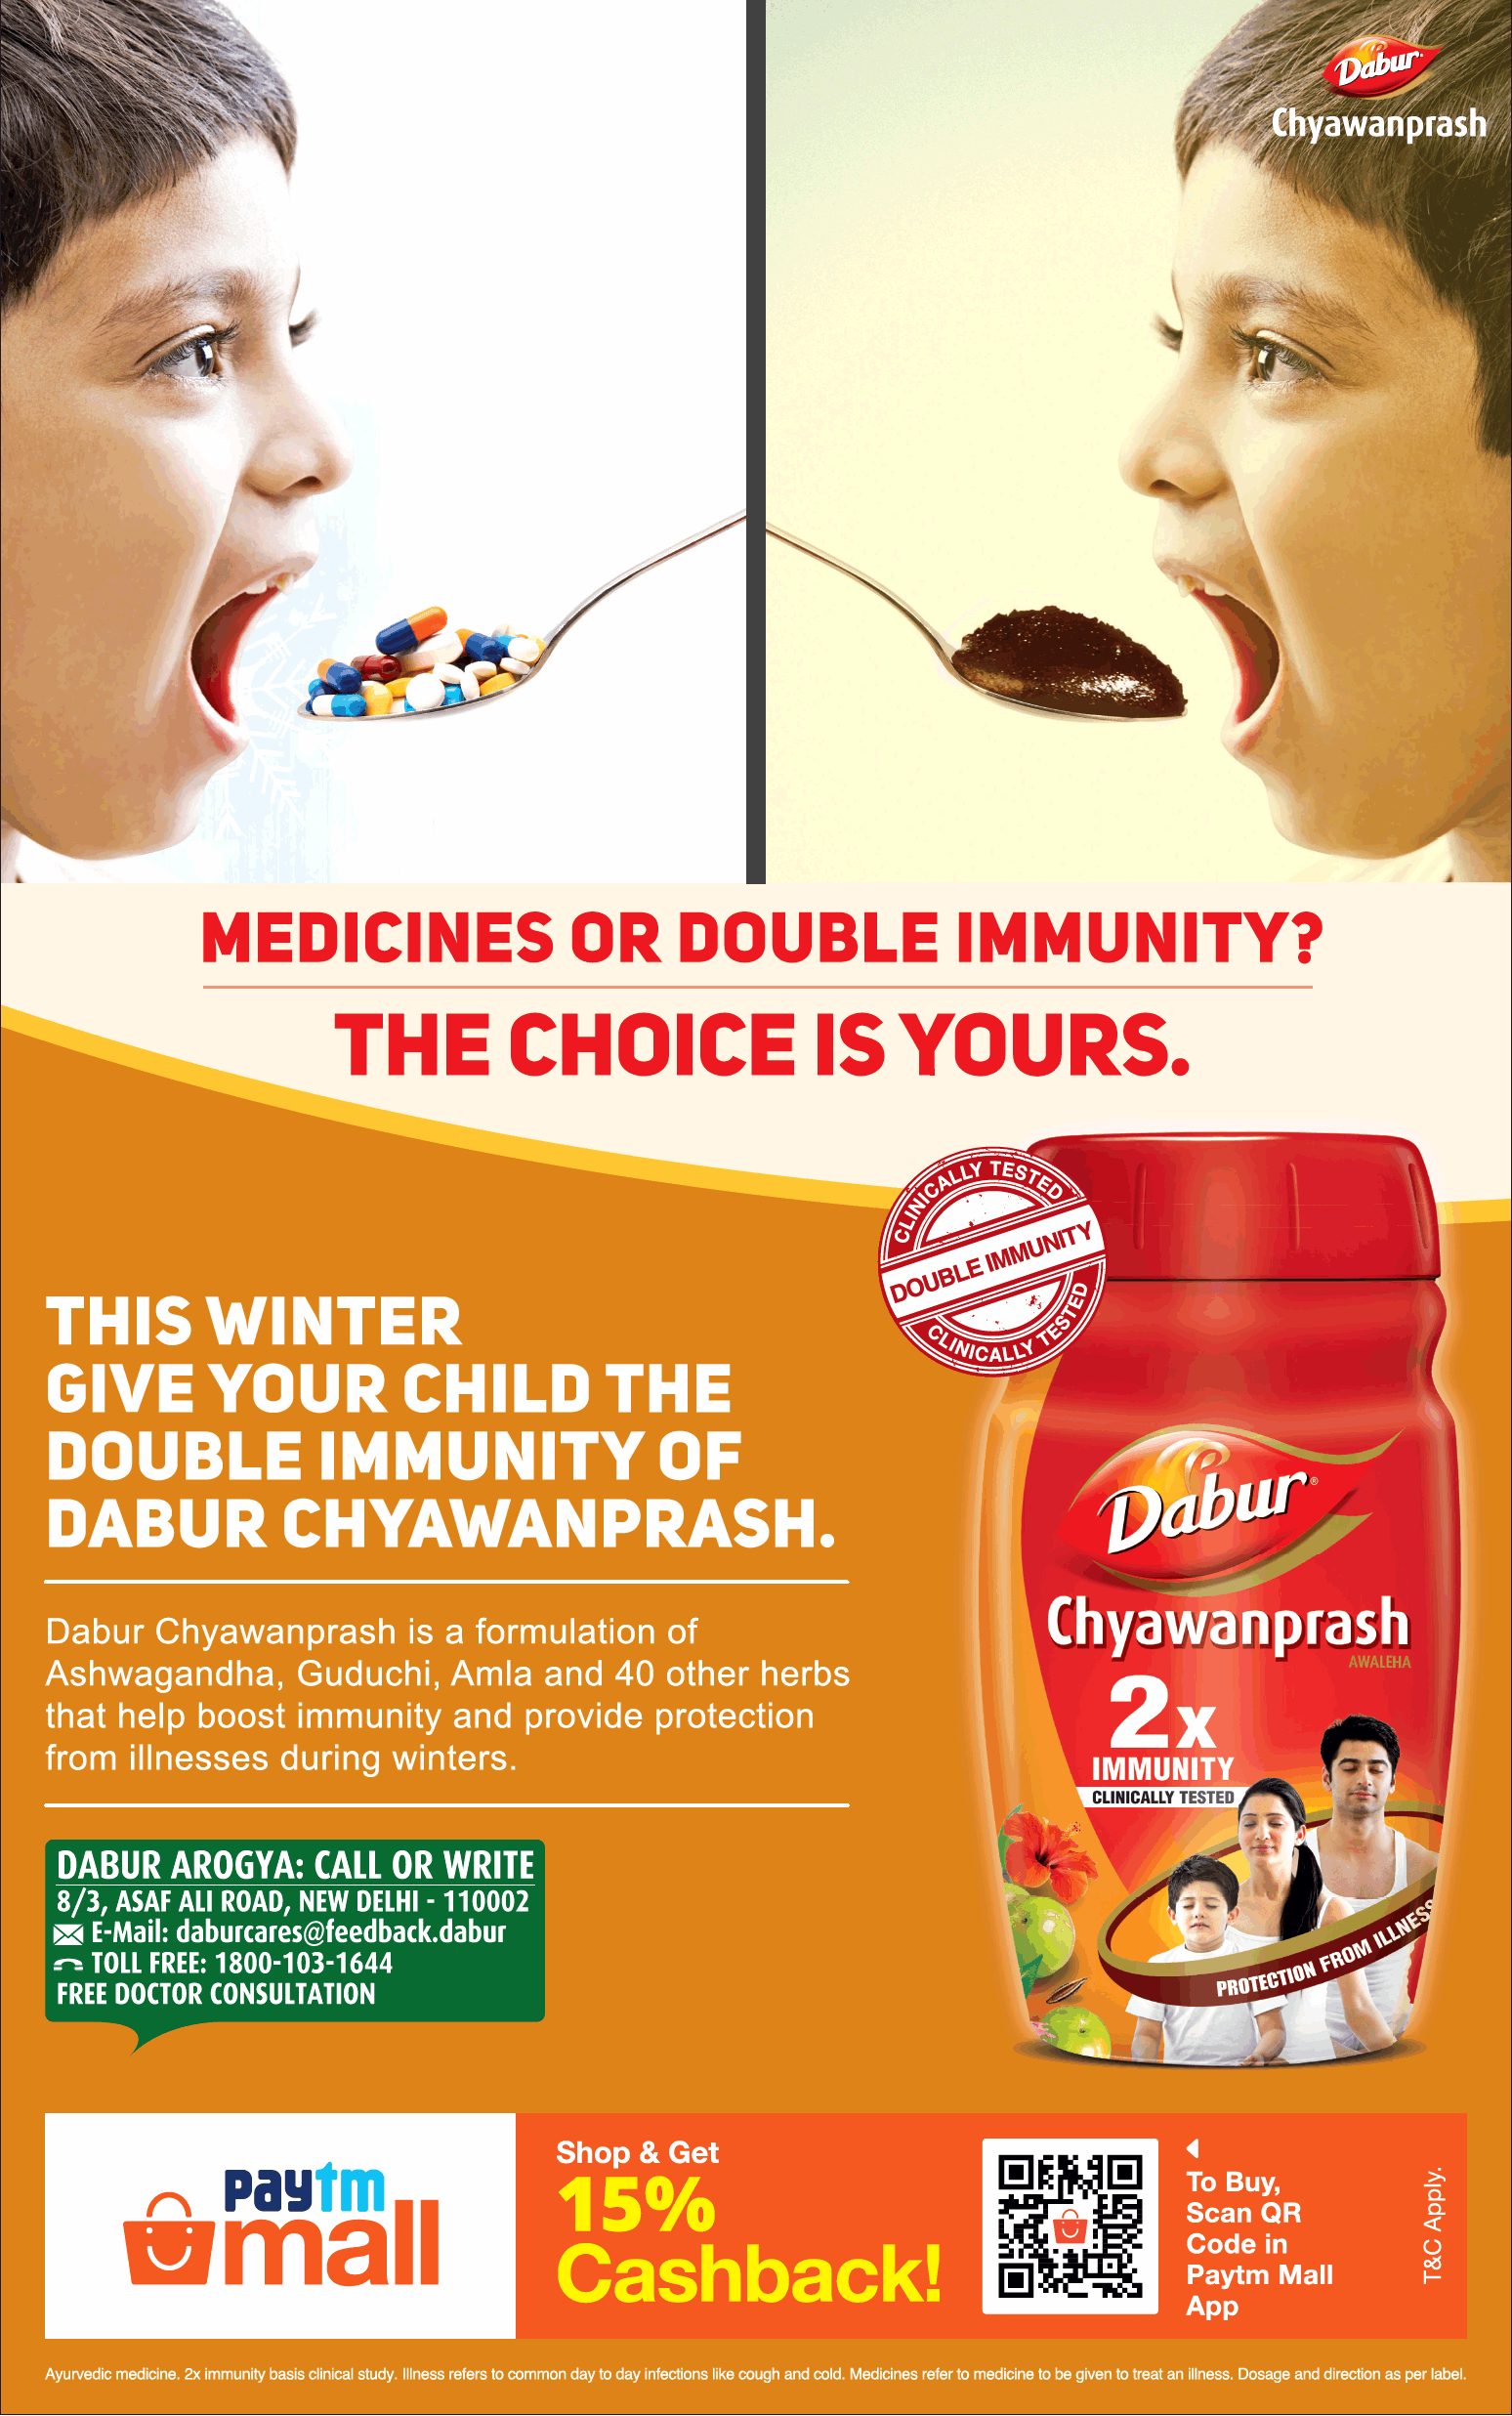 Dabur
Chyawanprash
MEDICINES OR DOUBLE IMMUNITY?
THE CHOICE IS YOURS.
CLINICALLY TESTED
DOUBLE IMMUNITY
CLINICALLY TESTED
THIS WINTER
GIVE YOUR CHILD THE
DOUBLE IMMUNITY OF
DABUR CHYAWANPRASH.
Dabur Chyawanprash is a formulation of
Ashwagandha, Guduchi, Amla and 40 other herbs
that help boost immunity and provide protection
from illnesses during winters.
Dabur®
Chyawanprash
AWALEHA
2x
IMMUNITY
CLINICALLY TESTED
PROTECTION FROM ILLNESS
DABUR AROGYA: CALL OR WRITE
8/3, ASAF ALI ROAD, NEW DELHI - 110002
E-Mail: daburcares@feedback.dabur
TOLL FREE: 1800-103-1644
FREE DOCTOR CONSULTATION
paytm
mall
Shop & Get
15%
Cashback!
To Buy,
Scan QR
Code in
Paytm Mall
App
T&C Apply.
Ayurvedic medicine. 2x immunity basis clinical study. Illness refers to common day to day infections like cough and cold. Medicines refer to medicine to be given to treat an illness. Dosage and direction as per label.